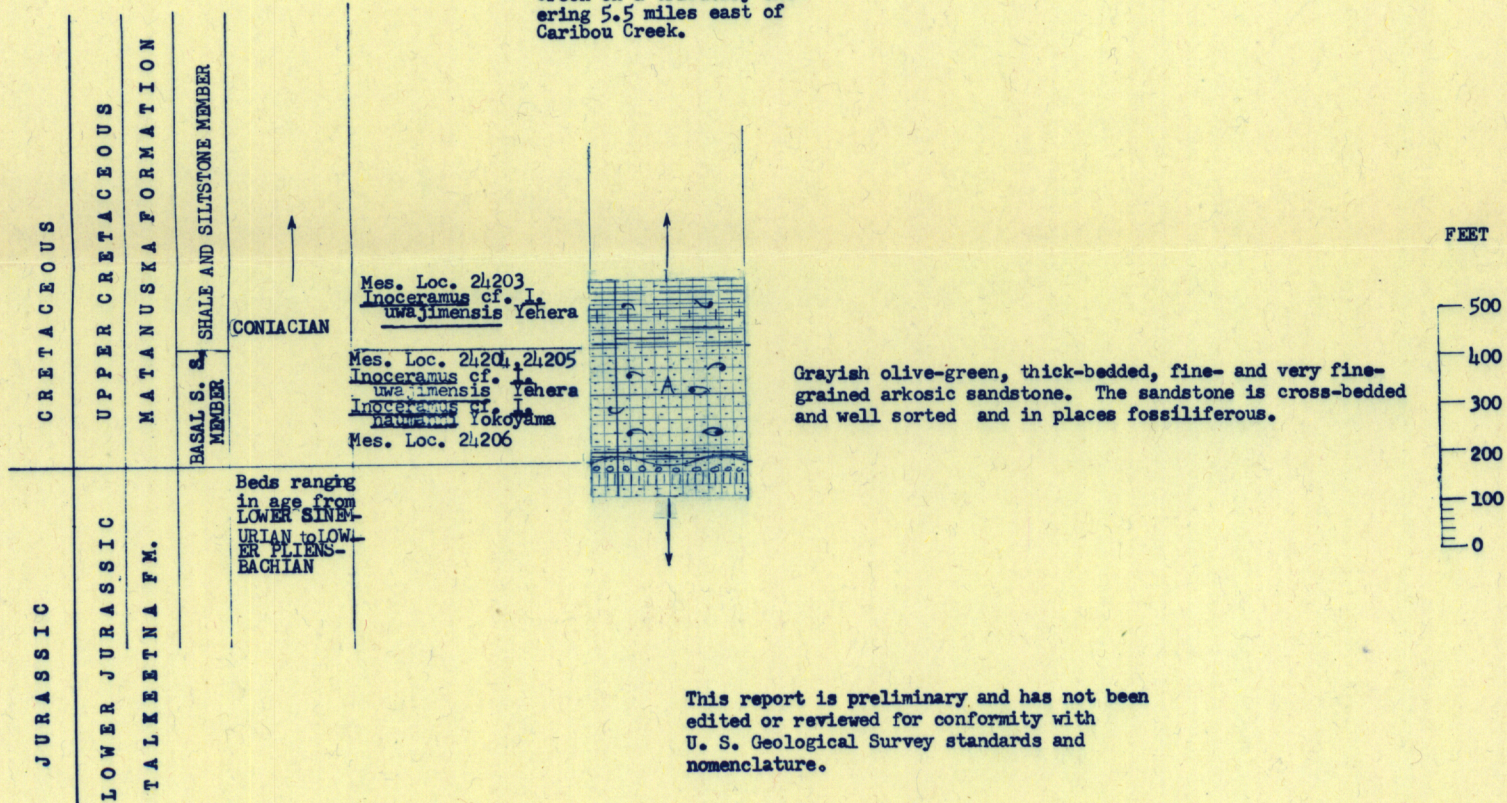 ering 5.5 miles east of
Caribou Creek.
CRETACEOUS
UPPER CRETACEOUS
MATANUSKA FORMATION
SHALE AND SILTSTONE MEMBER
BASAL S. S.
MEMBER
CONIACIAN
Mes. Loc. 24203
Inoceramus cf. I.
uwajimensis Yehera
Mes. Loc. 24204, 24205
Inoceramus cf. I.
uwajimensis Yehera
Inoceramus cf. I.
naumanni Yokoyama
Mes. Loc. 24206
A
Grayish olive-green, thick-bedded, fine- and very fine-
grained arkosic sandstone. The sandstone is cross-bedded
and well sorted and in places fossiliferous.
FEET
500
400
300
200
100
0
JURASSIC
LOWER JURASSIC
TALKEETNA FM.
Beds ranging
in age from
LOWER SINEM-
URIAN to LOW-
ER PLIENS-
BACHIAN
This report is preliminary and has not been
edited or reviewed for conformity with
U. S. Geological Survey standards and
nomenclature.